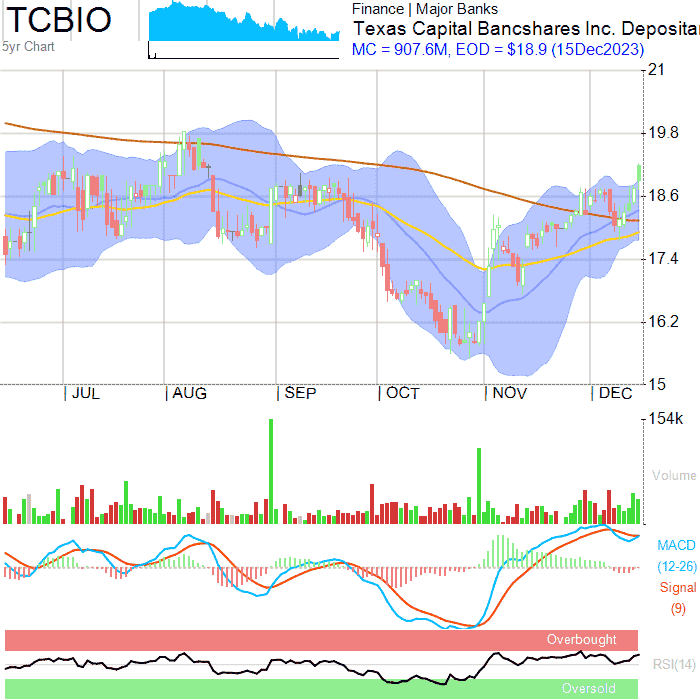 TCBIO
5yr Chart
Finance | Major Banks
Texas Capital Bancshares Inc. Depositar
MC = 907.6M, EOD = $18.9 (15Dec2023)
21
19.8
18.6
17.4
16.2
15
JUL AUG SEP OCT NOV DEC
154k
Volume
MACD
(12-26)
Signal
(9)
Overbought
RSI(14)
Oversold